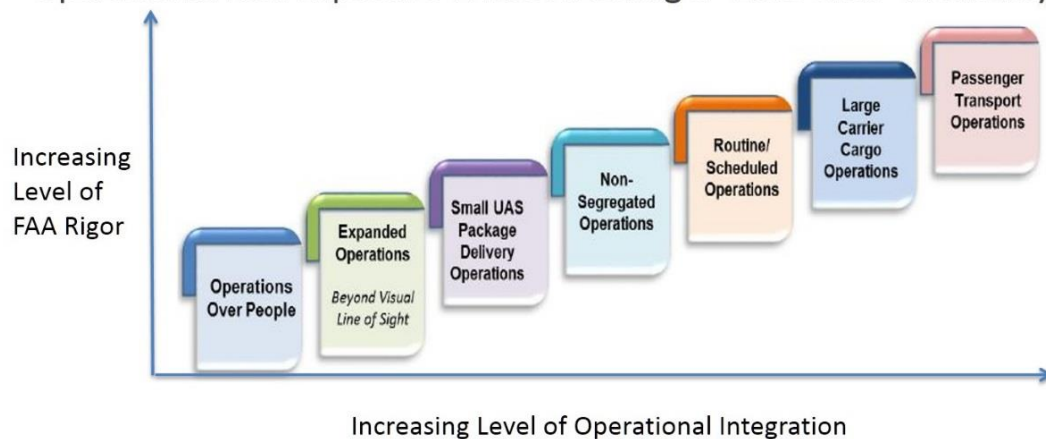 Increasing
Level of
FAA Rigor
Operations
Over People
Expanded
Operations
Beyond Visual
Line of Sight
Small UAS
Package
Delivery
Operations
Non-
Segregated
Operations
Routine/
Scheduled
Operations
Large
Carrier
Cargo
Operations
Passenger
Transport
Operations
Increasing Level of Operational Integration